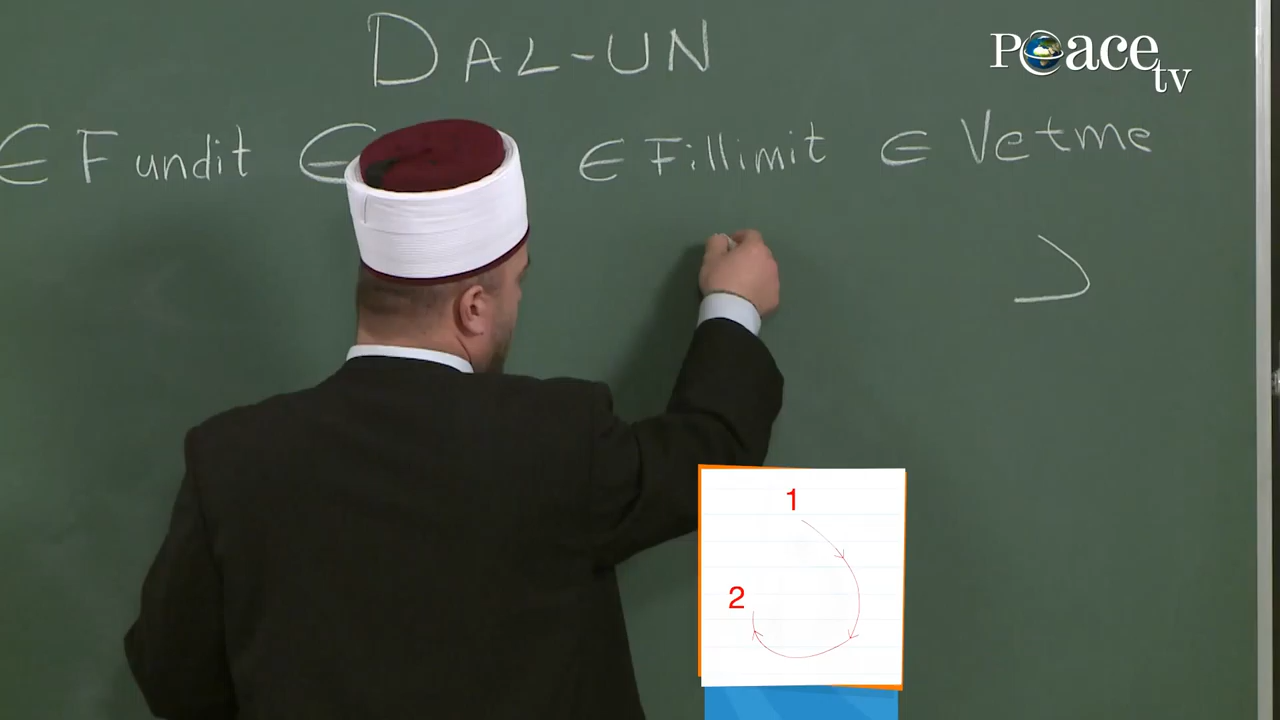 DAL-UN
Peace tv
E Fundit E E Fillimit E Vetme
د
1
2